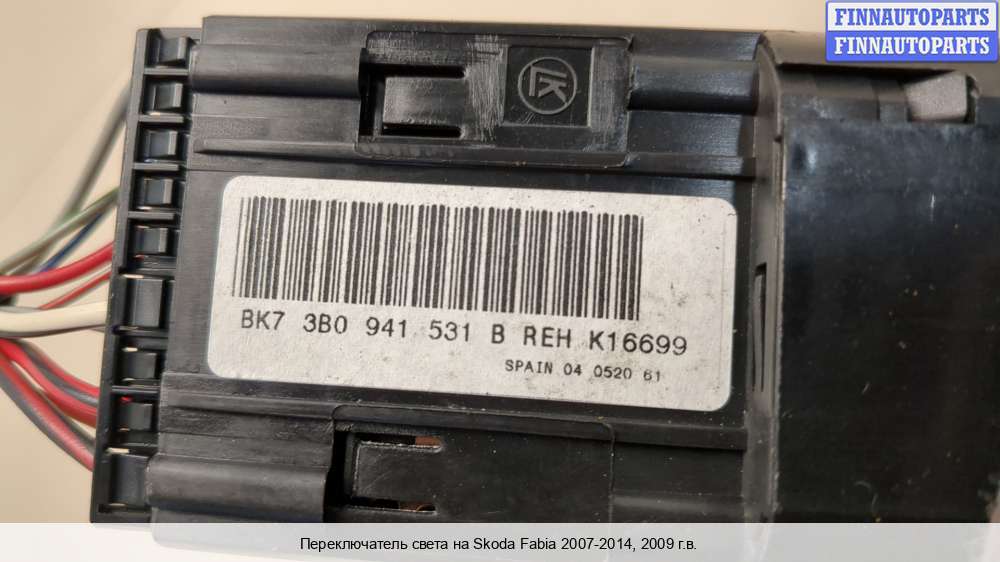 FINNAUTOPARTS
FINNAUTOPARTS
LK
BK7 3B0 941 531 B REH K16699
SPAIN 04 0520 61
Переключатель света на Skoda Fabia 2007-2014, 2009 г.в.